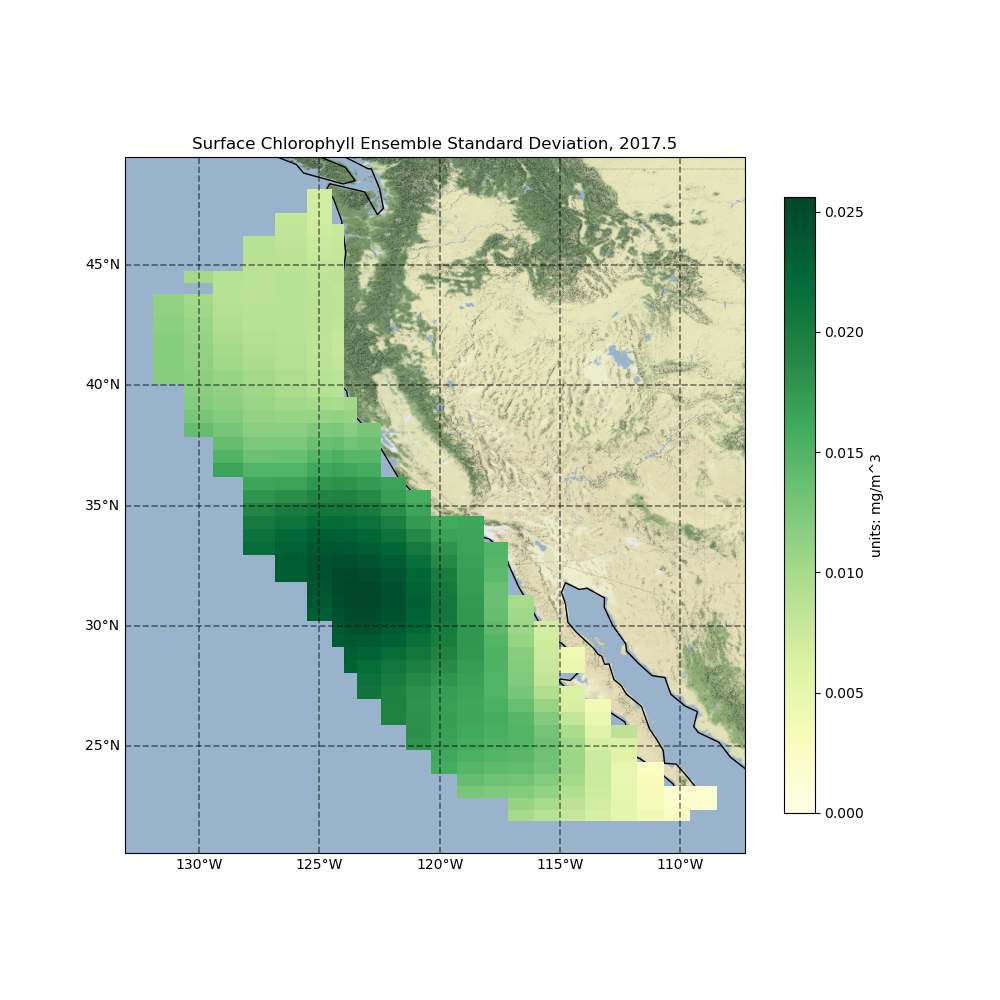 Surface Chlorophyll Ensemble Standard Deviation, 2017.5
45°N
40°N
35°N
30°N
25°N
130°W 125°W 120°W 115°W 110°W
0.025
0.020
0.015
0.010
0.005
0.000
units: mg/m^3